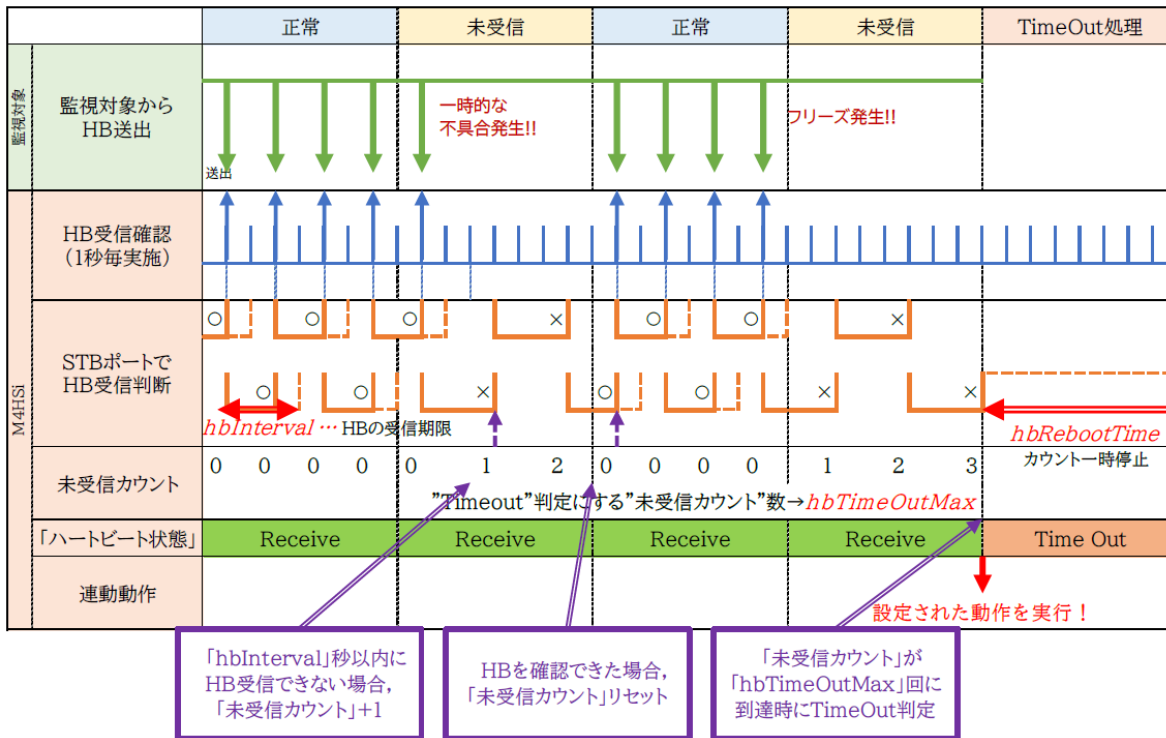 正常 未受信 正常 未受信 TimeOut処理
監視対象
監視対象から
HB送出
一時的な
不具合発生!!
フリーズ発生!!
送出
M4HSi
HB受信確認
(1秒毎実施)
STBポートで
HB受信判断
○ ○ ○ × ○ ○ ×
○ ○ × ○ ○ × ×
hbInterval … HBの受信期限
hbRebootTime
カウント一時停止
未受信カウント
0 0 0 0 0 1 2 0 0 0 0 1 2 3
”Timeout”判定にする”未受信カウント”数→hbTimeOutMax
「ハートビート状態」 Receive Receive Receive Receive Time Out
連動動作
設定された動作を実行！
「hbInterval」秒以内に
HB受信できない場合,
「未受信カウント」+1
HBを確認できた場合,
「未受信カウント」リセット
「未受信カウント」が
「hbTimeOutMax」回に
到達時にTimeOut判定